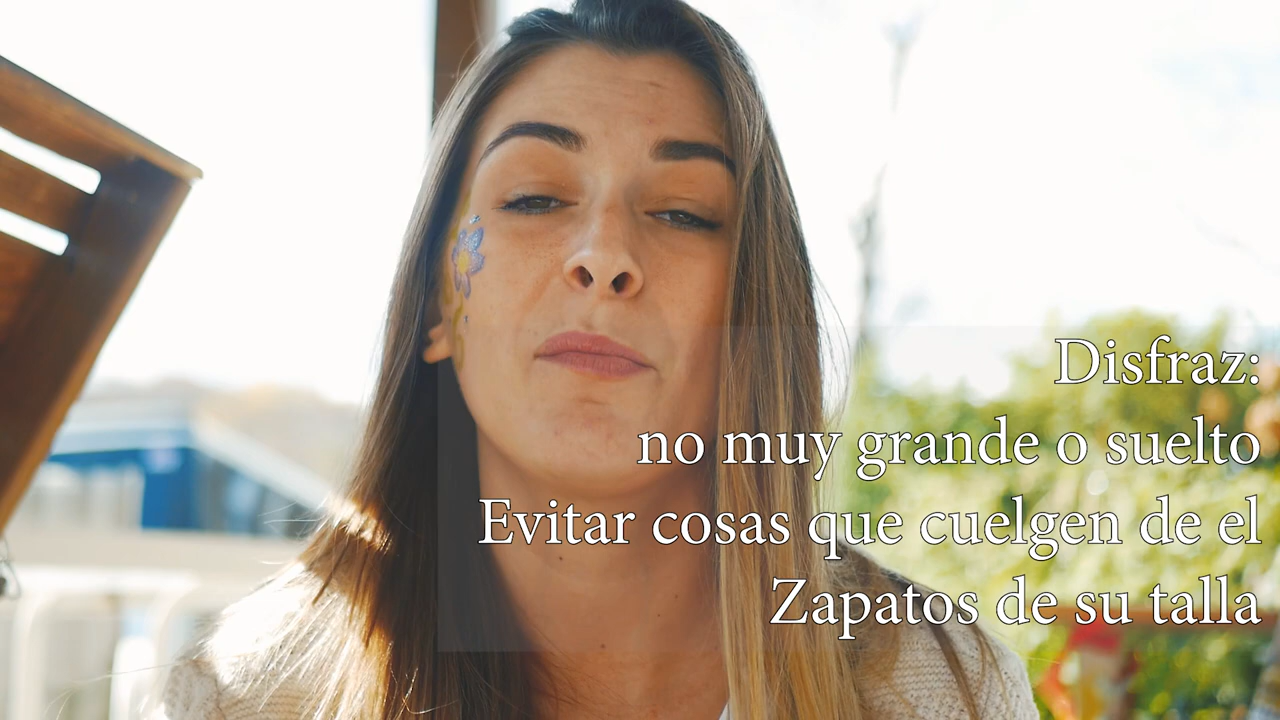 Disfraz:
no muy grande o suelto
Evitar cosas que cuelgen de el
Zapatos de su talla